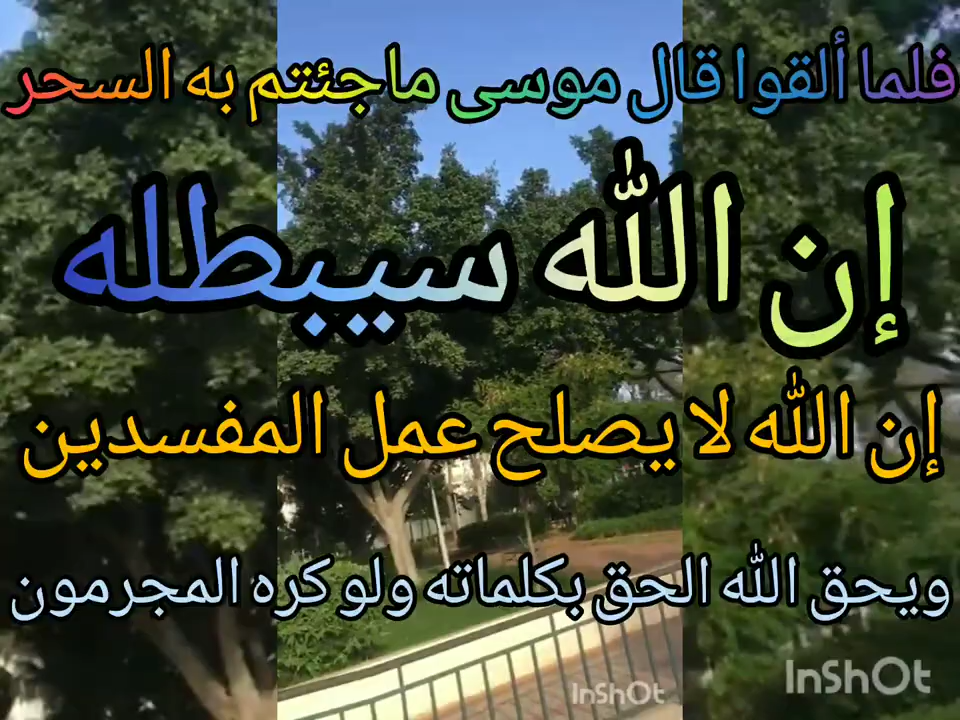 فلما ألقوا قال موسى ماجئتم به السحر
إن الله سيبطله
إن الله لا يصلح عمل المفسدين
ويحق الله الحق بكلماته ولو كره المجرمون
InShOt
InShOt